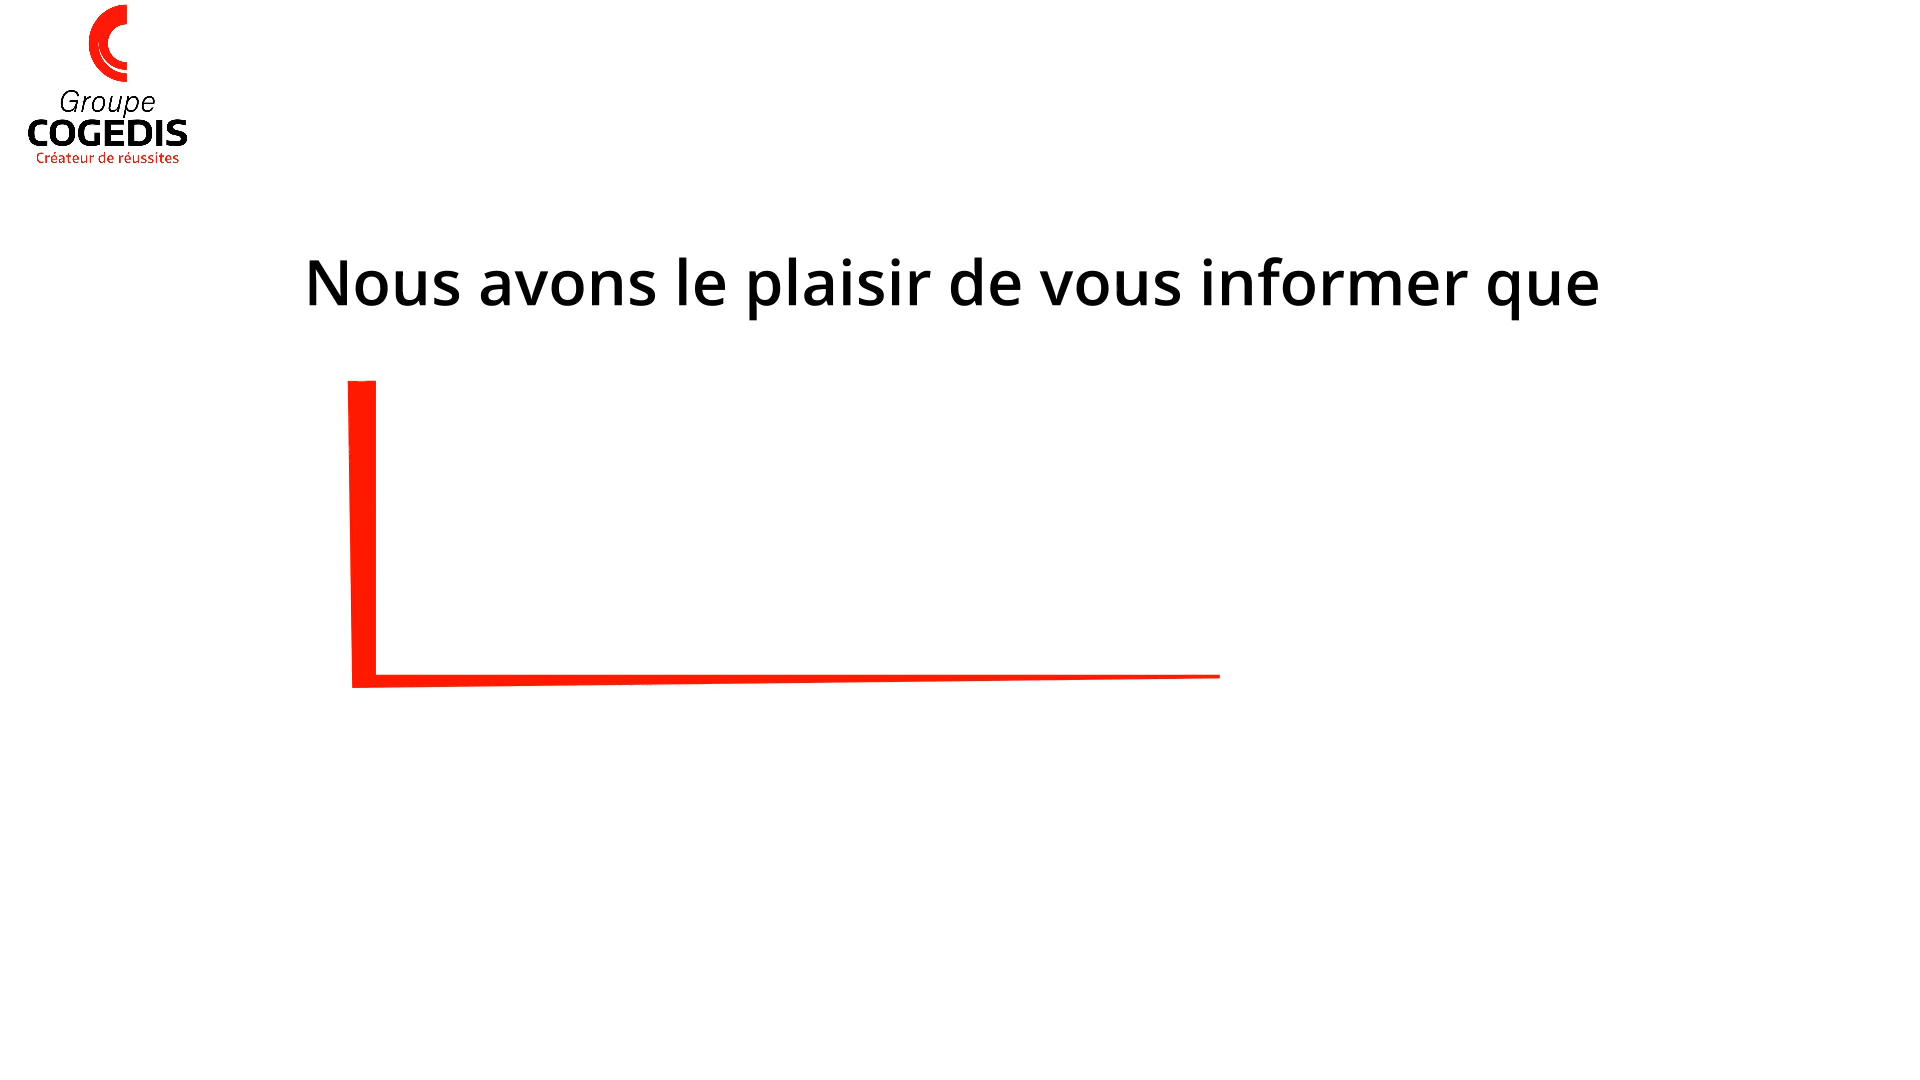 Groupe
COGEDIS
Créateur de réussites
Nous avons le plaisir de vous informer que